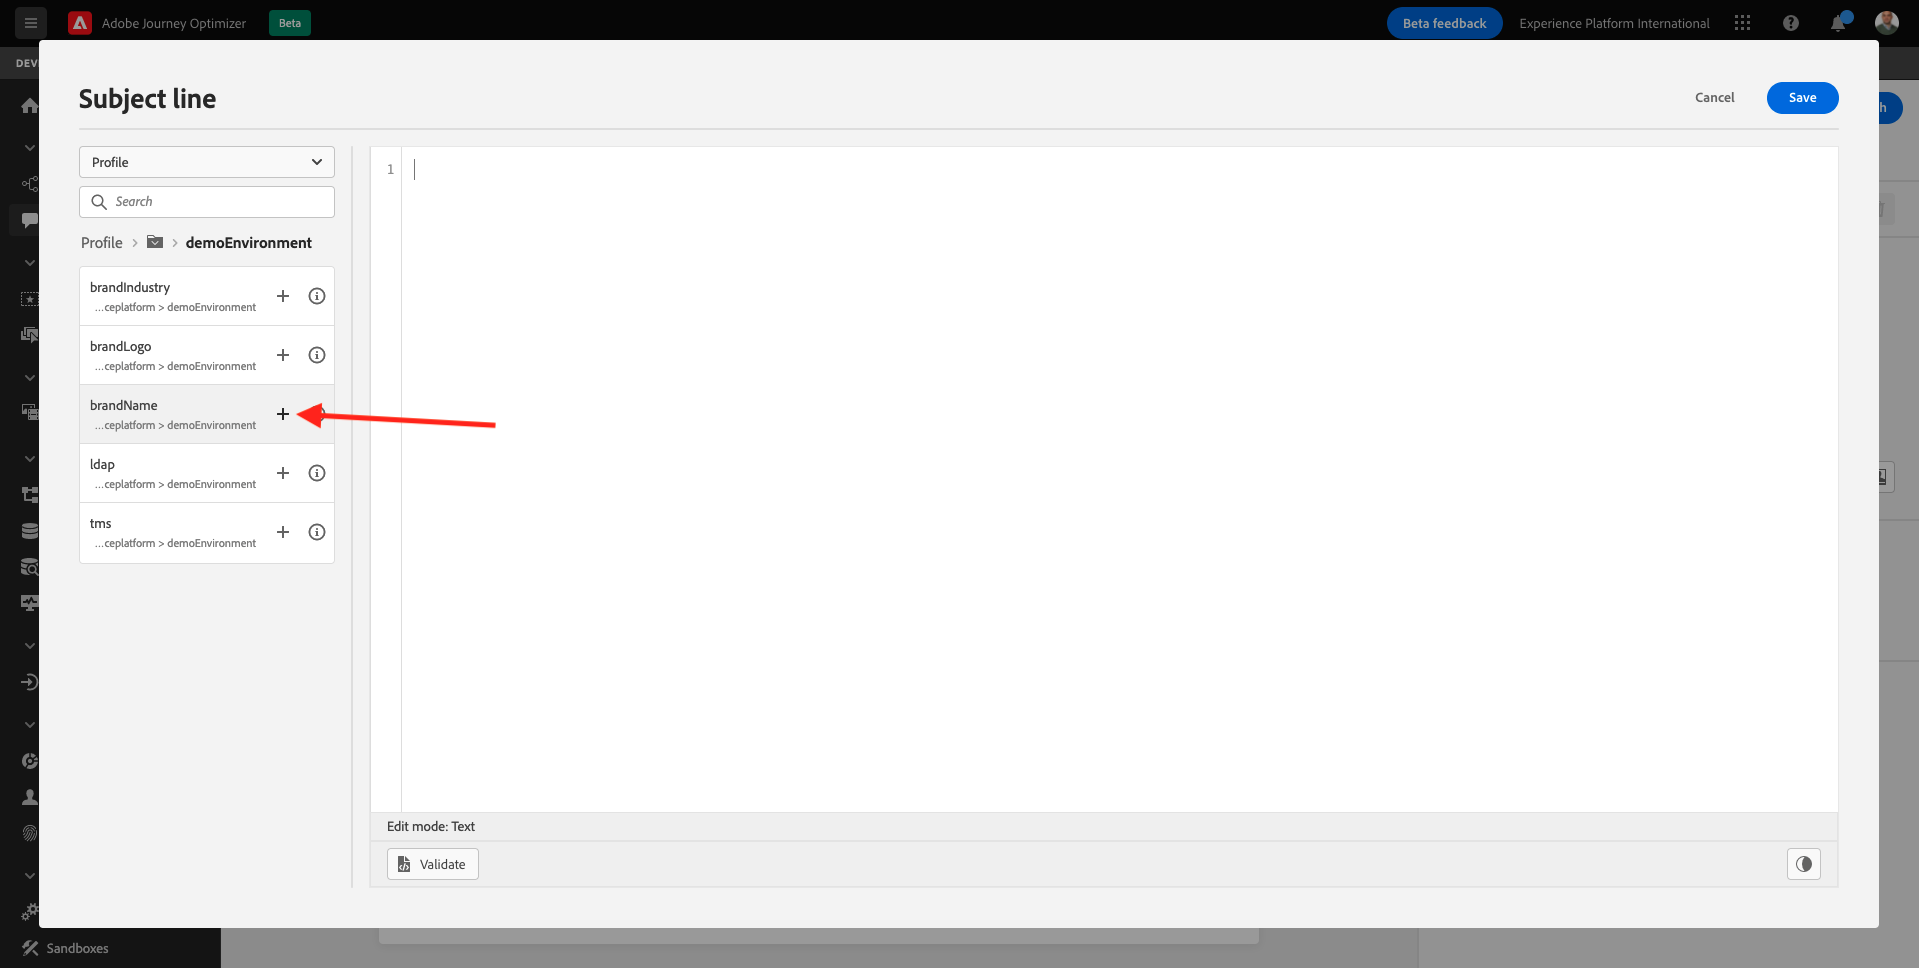 Adobe Journey Optimizer
Beta
Beta feedback
Experience Platform International
DEV
Subject line
Cancel
Save
h
Profile
Search
Profile > > demoEnvironment
brandIndustry
...ceplatform > demoEnvironment
brandLogo
...ceplatform > demoEnvironment
brandName
...ceplatform > demoEnvironment
ldap
...ceplatform > demoEnvironment
tms
...ceplatform > demoEnvironment
1
Edit mode: Text
Validate
Sandboxes